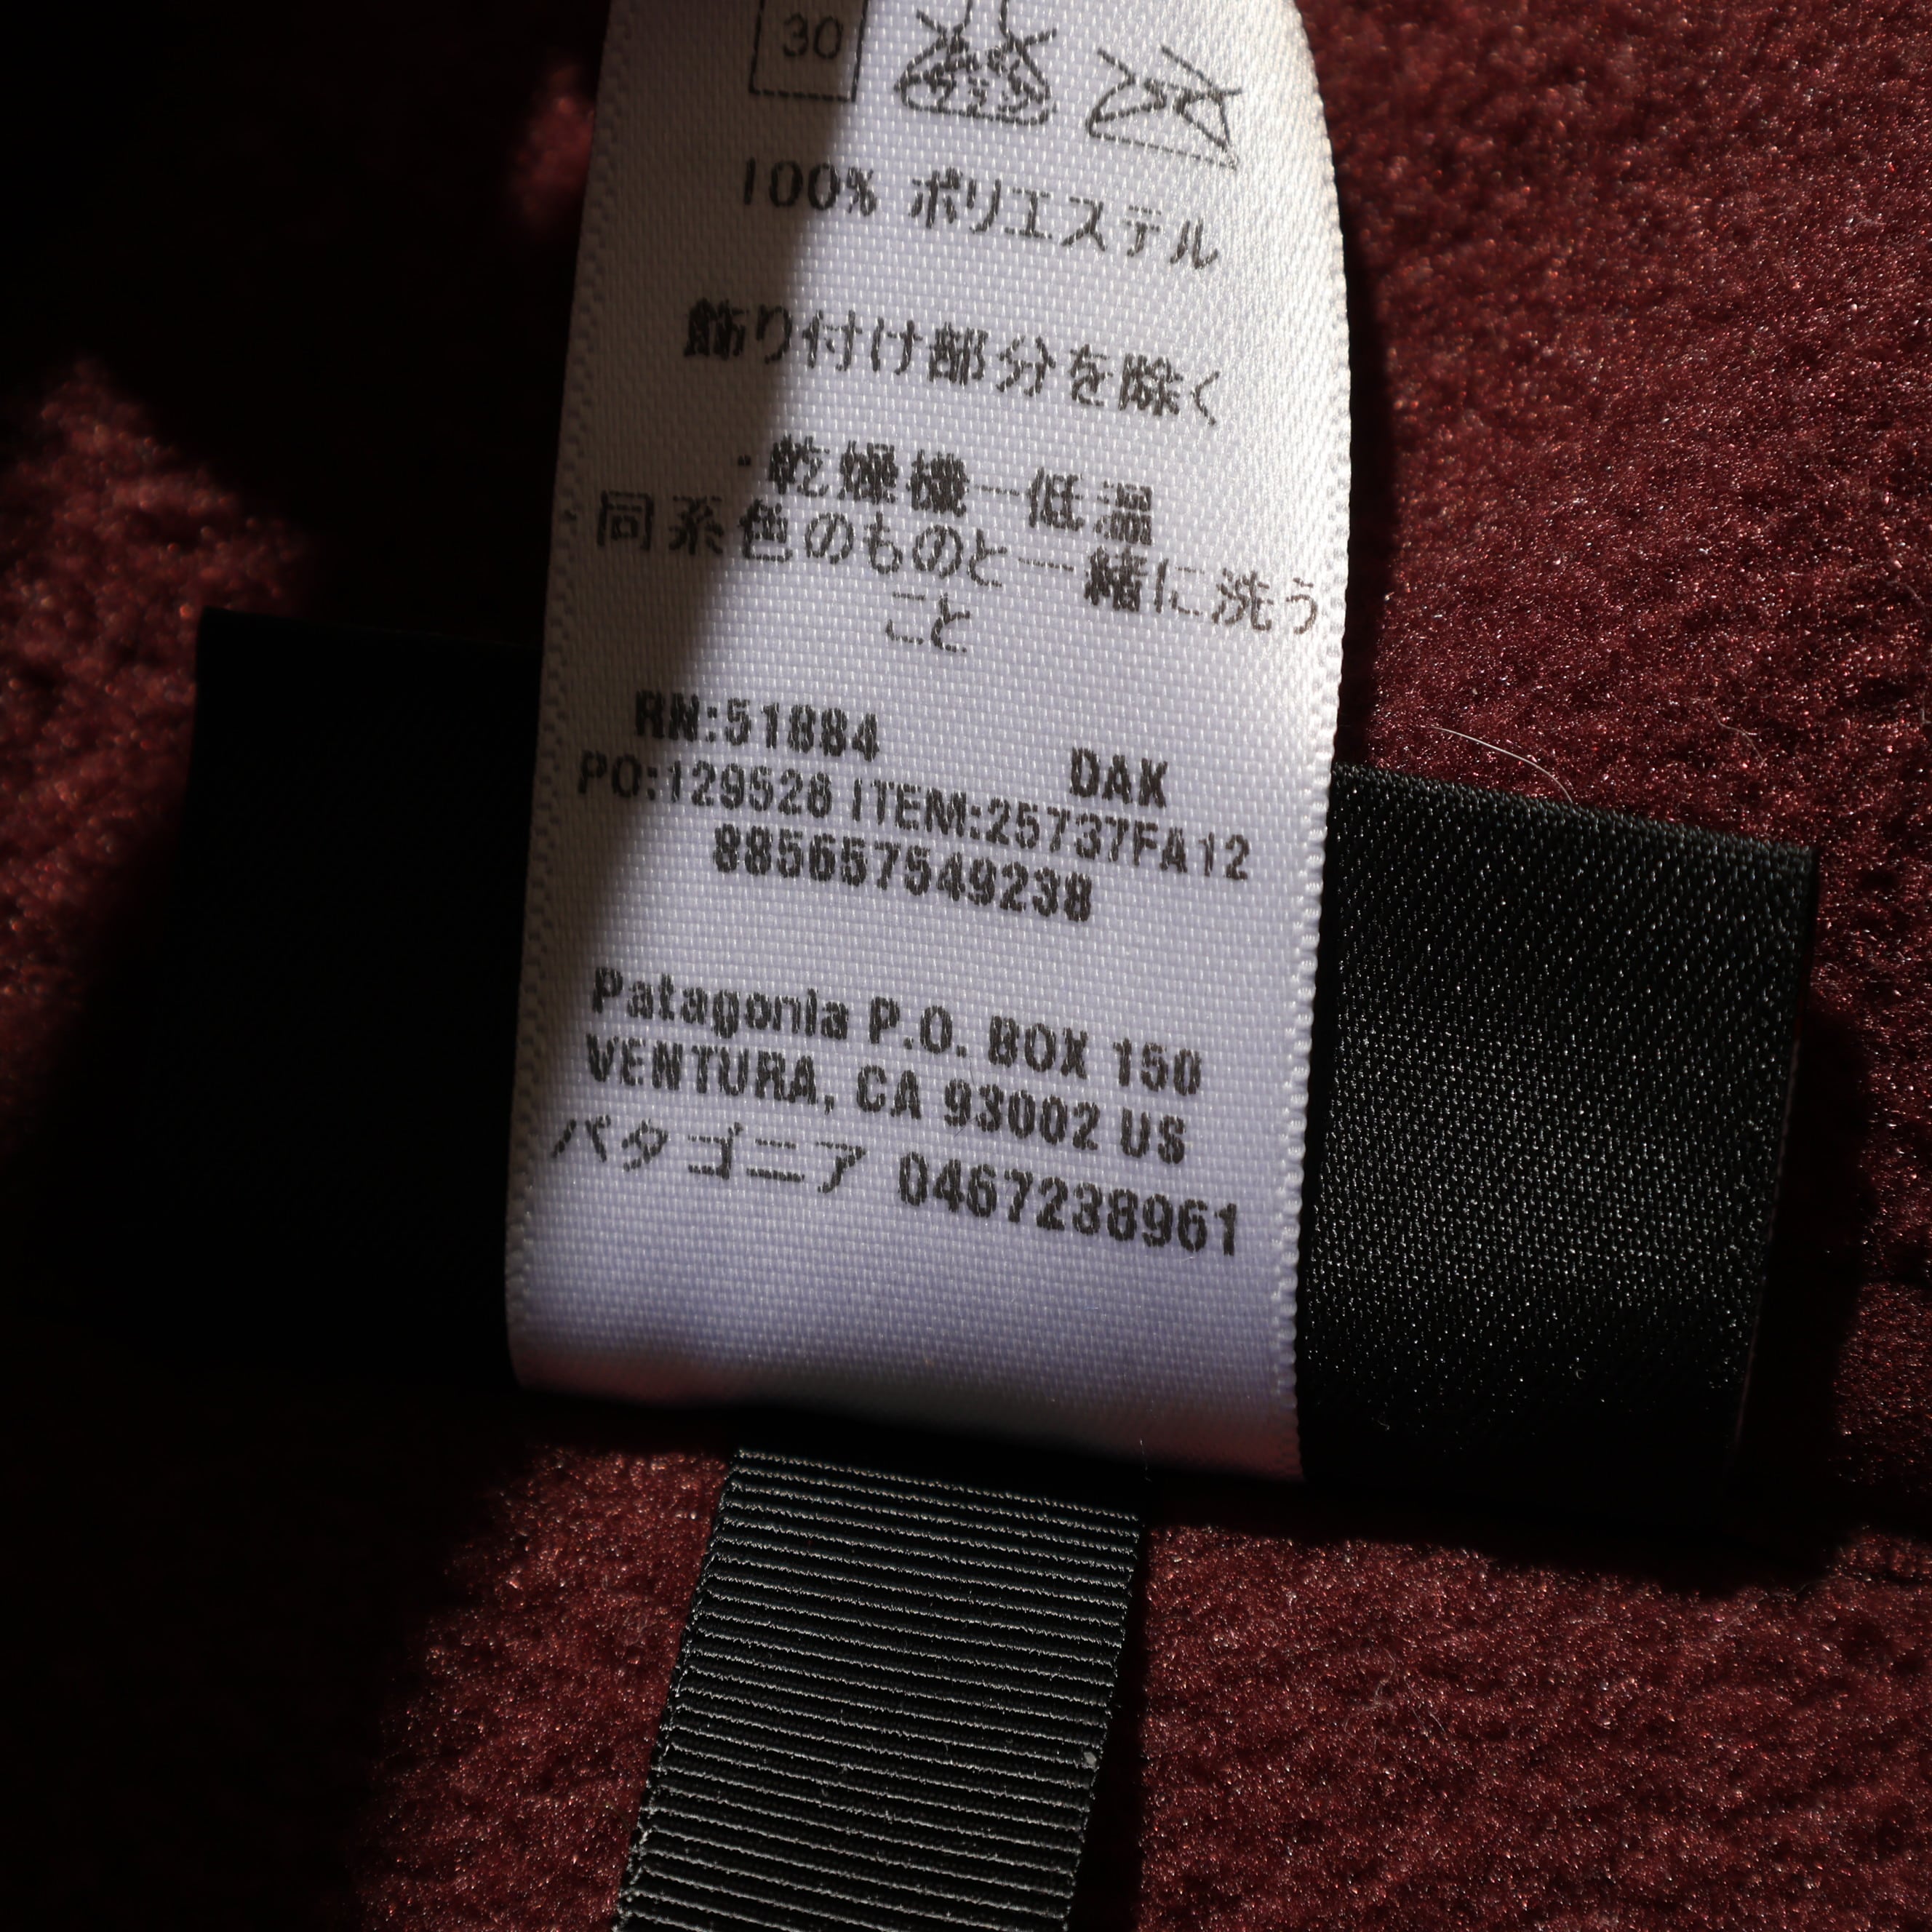 30
100% ポリエステル
飾り付け部分を除く
・乾燥機ー低温
同系色のものと一緒に洗う
こと
RN:51884
DAK
PO:129526 ITEM:25737FA12
885657549238
Patagonia P.O. BOX 150
VENTURA, CA 93002 US
パタゴニア 0467238961